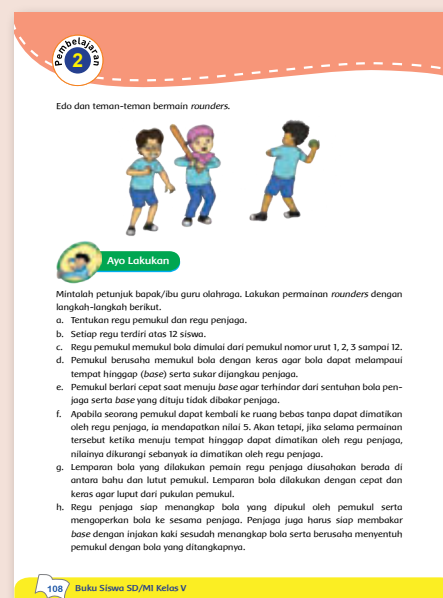 Pembelajaran
2
Edo dan teman-teman bermain rounders.
Ayo Lakukan
Mintalah petunjuk bapak/ibu guru olahraga. Lakukan permainan rounders dengan
langkah-langkah berikut.
a. Tentukan regu pemukul dan regu penjaga.
b. Setiap regu terdiri atas 12 siswa.
c. Regu pemukul memukul bola dimulai dari pemukul nomor urut 1, 2, 3 sampai 12.
d. Pemukul berusaha memukul bola dengan keras agar bola dapat melampaui
tempat hinggap (base) serta sukar dijangkau penjaga.
e. Pemukul berlari cepat saat menuju base agar terhindar dari sentuhan bola pen-
jaga serta base yang dituju tidak dibakar penjaga.
f. Apabila seorang pemukul dapat kembali ke ruang bebas tanpa dapat dimatikan
oleh regu penjaga, ia mendapatkan nilai 5. Akan tetapi, jika selama permainan
tersebut ketika menuju tempat hinggap dapat dimatikan oleh regu penjaga,
nilainya dikurangi sebanyak ia dimatikan oleh regu penjaga.
g. Lemparan bola yang dilakukan pemain regu penjaga diusahakan berada di
antara bahu dan lutut pemukul. Lemparan bola dilakukan dengan cepat dan
keras agar luput dari pukulan pemukul.
h. Regu penjaga siap menangkap bola yang dipukul oleh pemukul serta
mengoperkan bola ke sesama penjaga. Penjaga juga harus siap membakar
base dengan injakan kaki sesudah menangkap bola serta berusaha menyentuh
pemukul dengan bola yang ditangkapnya.
108 Buku Siswa SD/MI Kelas V